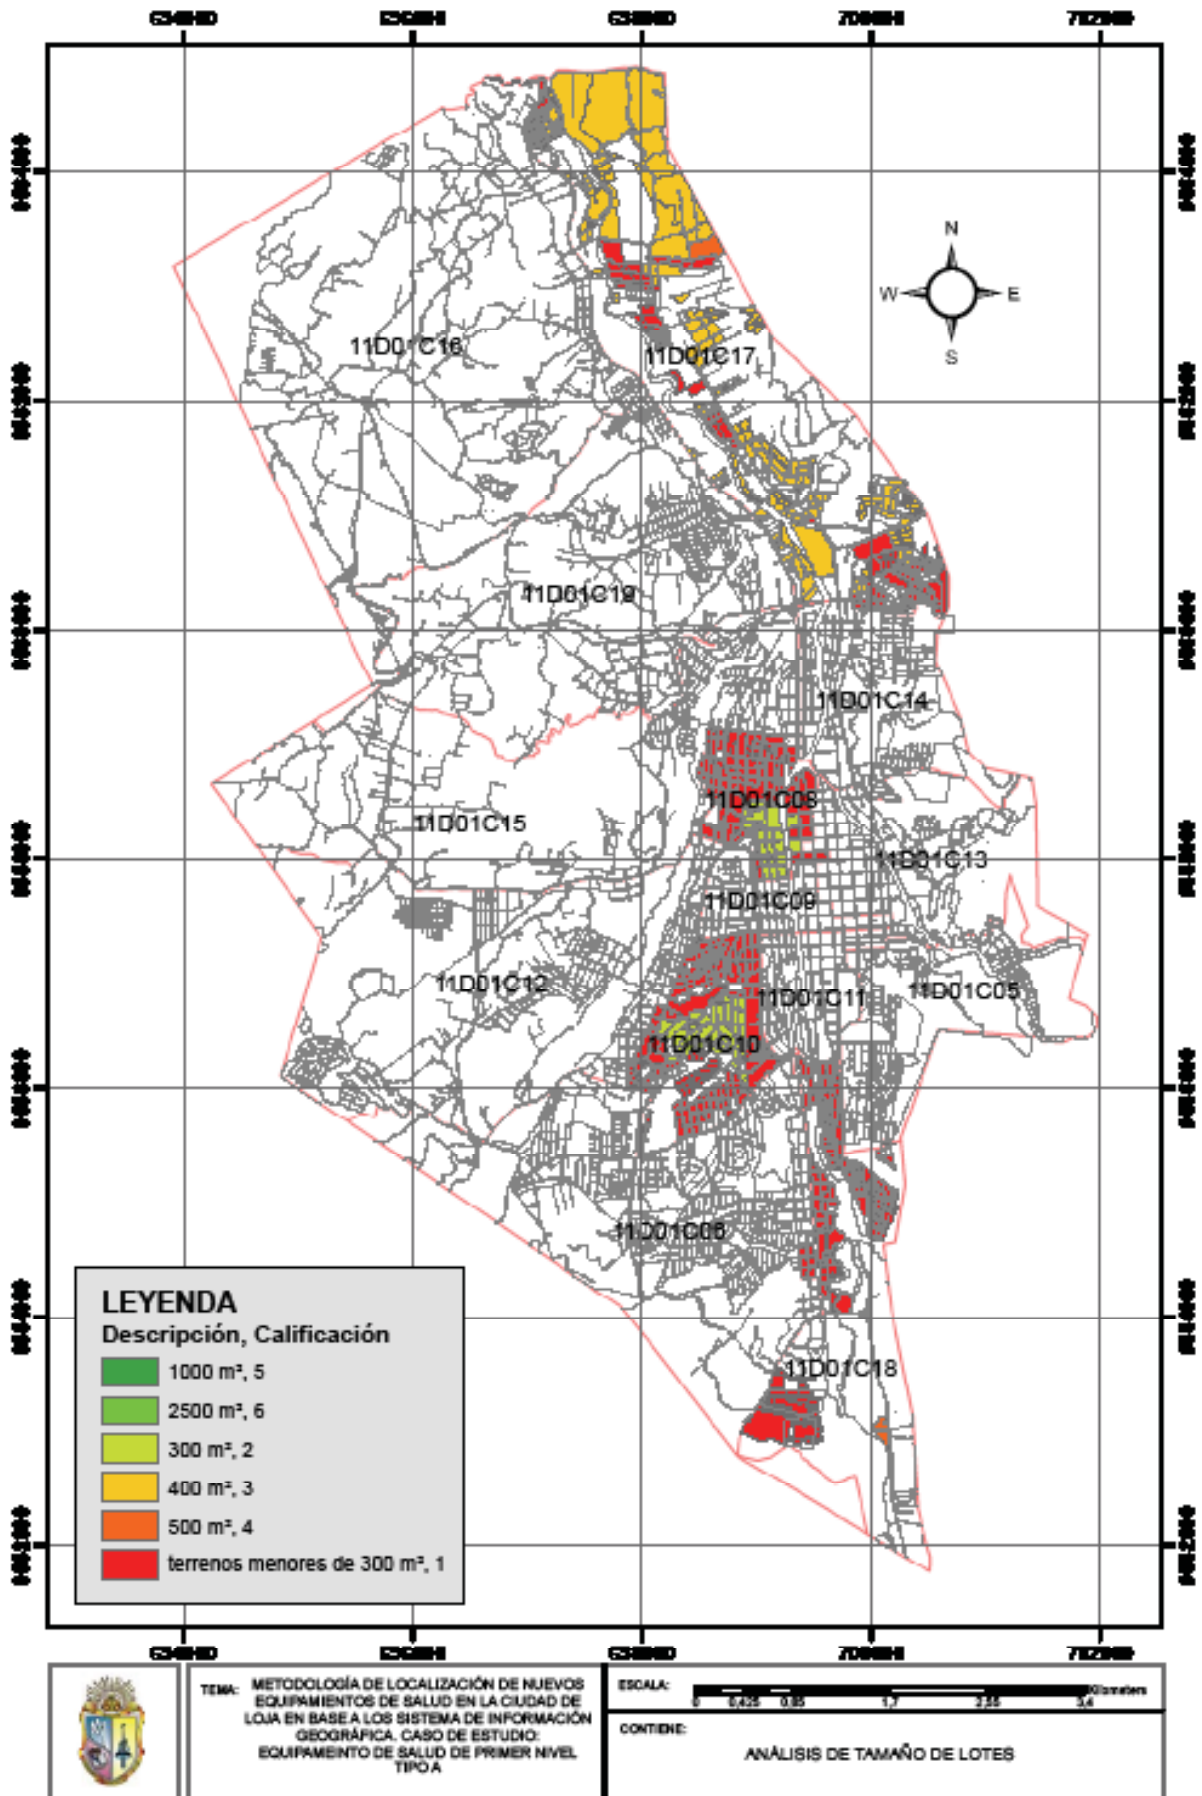 N
W
E
S
11D01C16
11D01C17
11D01C19
11D01C14
11D01C08
11D01C15
11D01C13
11D01C09
11D01C12
11D01C11
11D01C05
11D01C10
11D01C06
11D01C18
LEYENDA
Descripción, Calificación
1000 m², 5
2500 m², 6
300 m², 2
400 m², 3
500 m², 4
terrenos menores de 300 m², 1
TEMA: METODOLOGÍA DE LOCALIZACIÓN DE NUEVOS
EQUIPAMIENTOS DE SALUD EN LA CIUDAD DE
LOJA EN BASE A LOS SISTEMA DE INFORMACIÓN
GEOGRÁFICA. CASO DE ESTUDIO:
EQUIPAMEINTO DE SALUD DE PRIMER NIVEL
TIPO A
ESCALA:
0 0,425 0,85 1,7 2,55 3,4 Kilometers
CONTIENE:
ANÁLISIS DE TAMAÑO DE LOTES